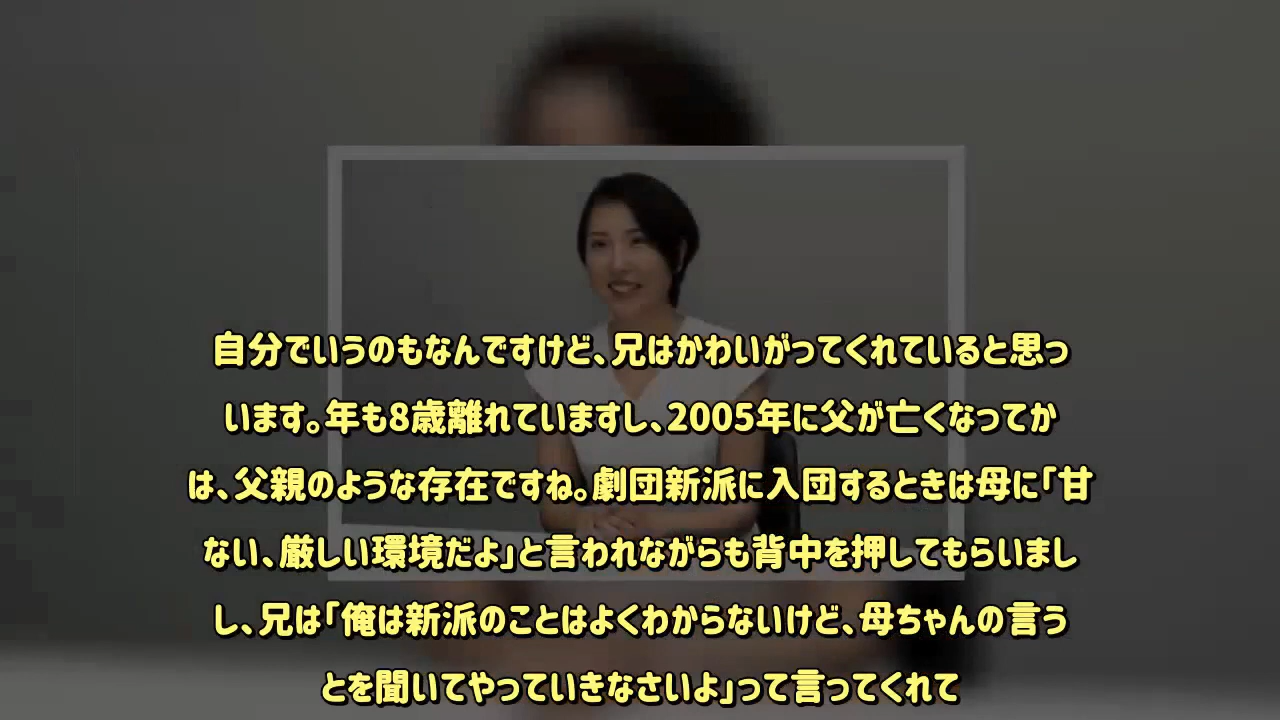 自分でいうのもなんですけど、兄はかわいがってくれていると思っ
います。年も8歳離れていますし、2005年に父が亡くなってか
は、父親のような存在ですね。劇団新派に入団するときは母に「甘
ない、厳しい環境だよ」と言われながらも背中を押してもらいまし
し、兄は「俺は新派のことはよくわからないけど、母ちゃんの言う
とを聞いてやっていきなさいよ」って言ってくれて